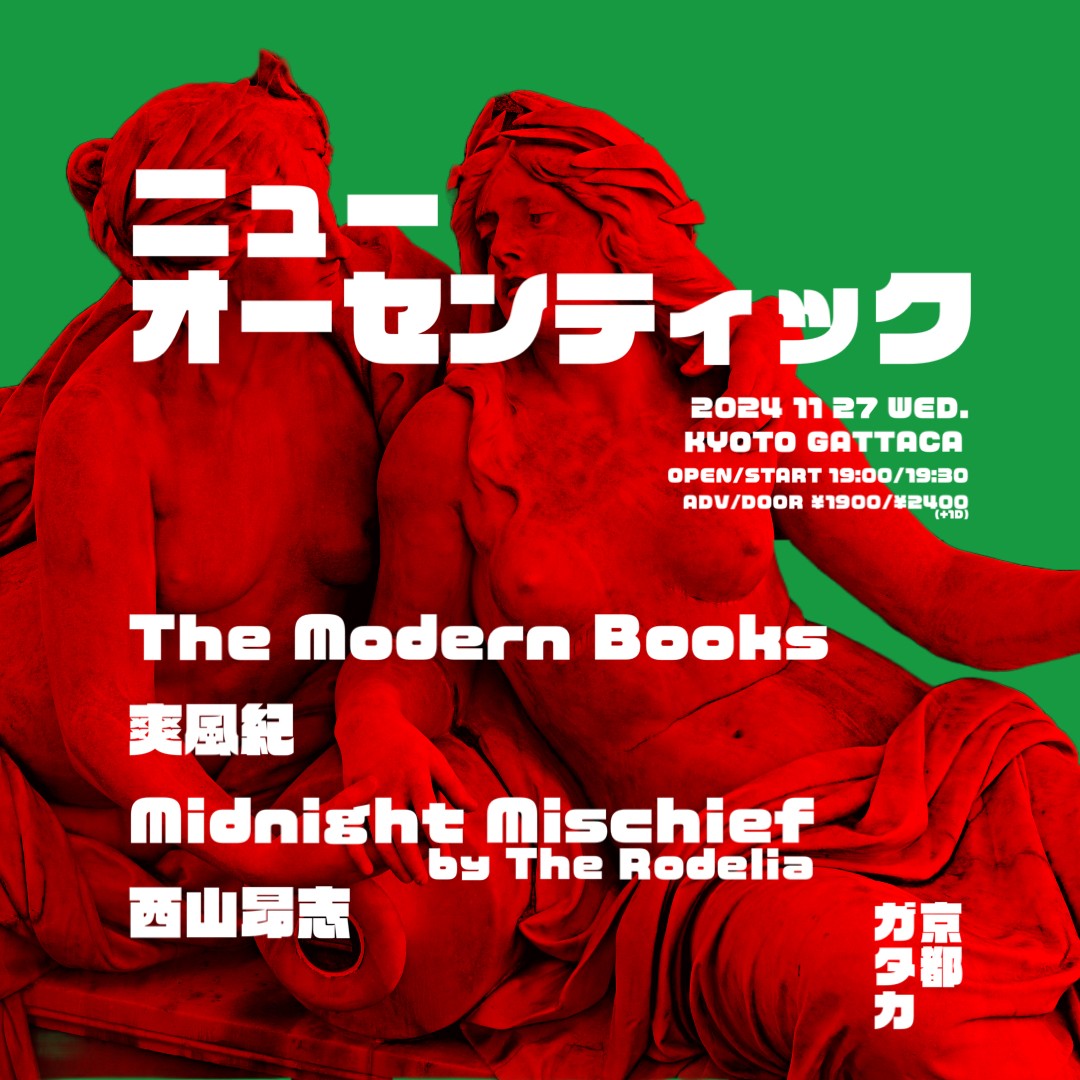 ニュー
オーセンティック
2024 11 27 WED.
KYOTO GATTACA
OPEN/START 19:00/19:30
ADV/DOOR ¥1900/¥2400
(+1D)
The Modern Books
爽風紀
Midnight Mischief
by The Rodelia
西山昂志
京都
ガタカ